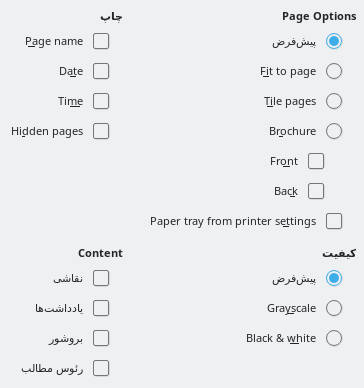 Page Options
پیش‌فرض
Fit to page
Tile pages
Brochure
Front
Back
Paper tray from printer settings
چاپ
Page name
Date
Time
Hidden pages
کیفیت
پیش‌فرض
Grayscale
Black & white
Content
نقاشی
یادداشت‌ها
بروشور
رئوس مطالب